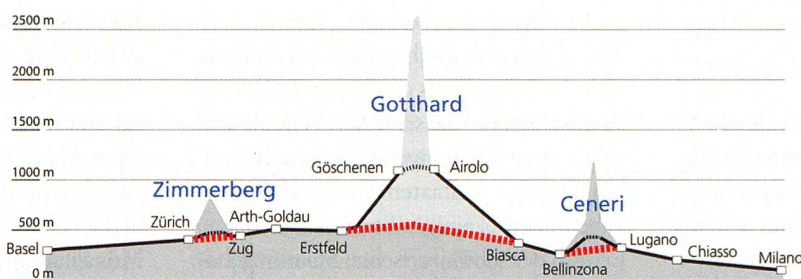 2500 m
2000 m
Gotthard
1500 m
Göschenen Airolo
1000 m
Zimmerberg
Ceneri
Zürich Arth-Goldau
500 m
Basel Zug Erstfeld Biasca Lugano Chiasso Milano
Bellinzona
0 m